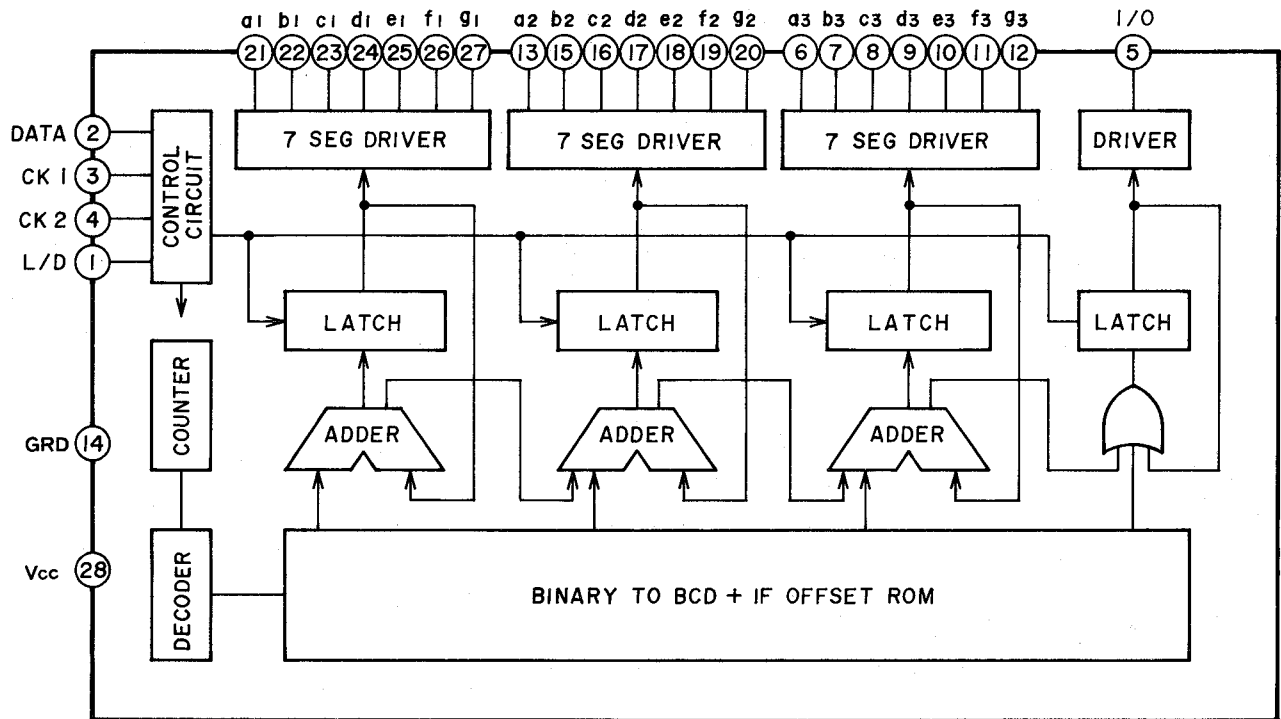 a1 b1 c1 d1 e1 f1 g1 a2 b2 c2 d2 e2 f2 g2 a3 b3 c3 d3 e3 f3 g3 I/O
21 22 23 24 25 26 27 13 15 16 17 18 19 20 6 7 8 9 10 11 12 5
7 SEG DRIVER 7 SEG DRIVER 7 SEG DRIVER DRIVER
DATA 2
CK 1 3
CK 2 4
L/D 1
CONTROL
CIRCUIT
LATCH LATCH LATCH LATCH
COUNTER
ADDER ADDER ADDER
GRD 14
Vcc 28
DECODER
BINARY TO BCD + IF OFFSET ROM